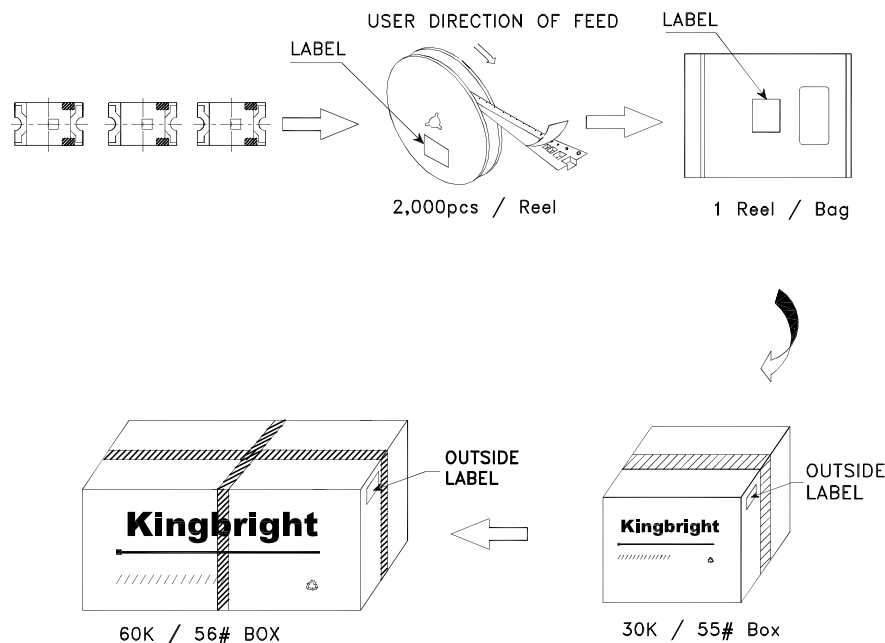 USER DIRECTION OF FEED
LABEL
LABEL
2,000pcs / Reel
1 Reel / Bag
OUTSIDE
LABEL
Kingbright
60K / 56# BOX
OUTSIDE
LABEL
Kingbright
30K / 55# Box